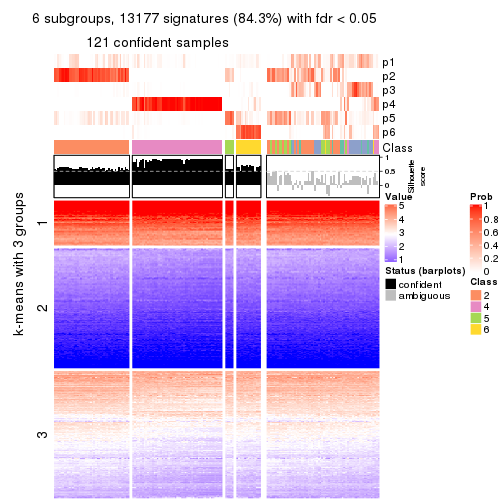 6 subgroups, 13177 signatures (84.3%) with fdr < 0.05
121 confident samples
p1
p2
p3
p4
p5
p6
Class
1
0.5
0
Silhouette
score
k-means with 3 groups
1
2
3
Value
5
4
3
2
1
Status (barplots)
confident
ambiguous
Prob
1
0.8
0.6
0.4
0.2
0
Class
2
4
5
6